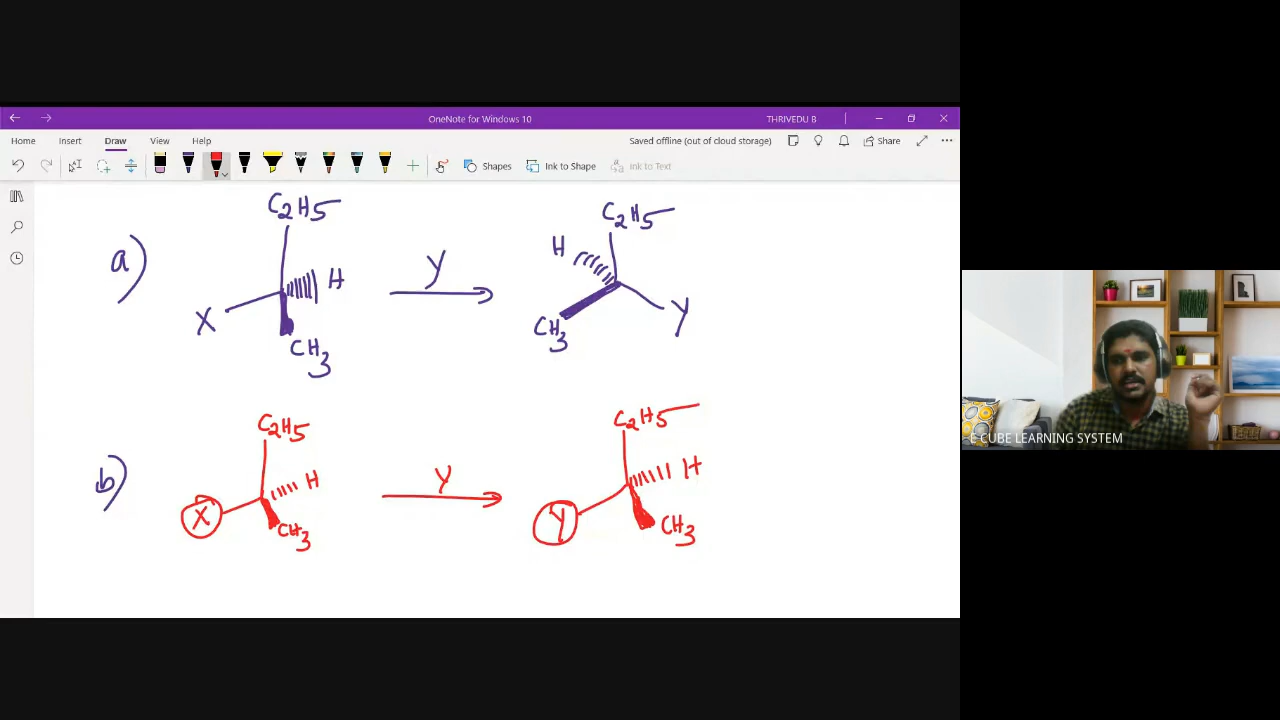 OneNote for Windows 10
THRIVEDU B
Home Insert Draw View Help
Saved offline (out of cloud storage)
Share
Shapes
Ink to Shape
Ink to Text
a)
C2H5
H
X
CH3
Y
C2H5
H
CH3
Y
b)
C2H5
H
X
CH3
Y
C2H5
H
Y
CH3
E CUBE LEARNING SYSTEM